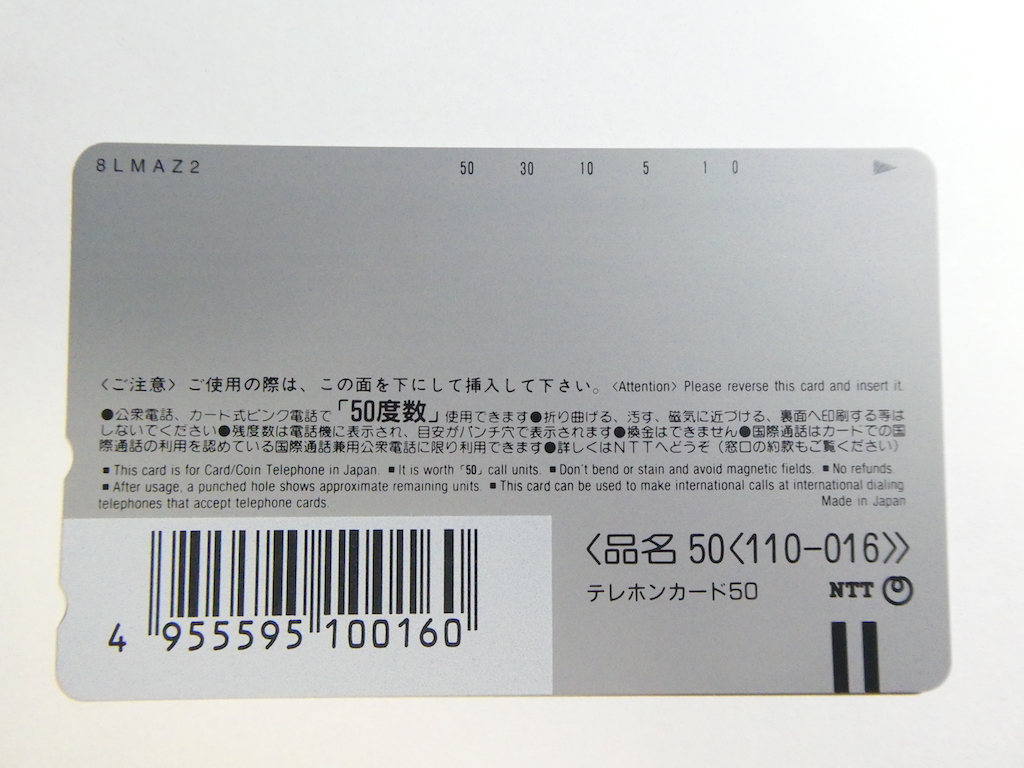 8LMAZ2 50 30 10 5 1 0
〈ご注意〉ご使用の際は、この面を下にして挿入して下さい。〈Attention〉 Please reverse this card and insert it.
●公衆電話、カード式ピンク電話で「50度数」使用できます●折り曲げる、汚す、磁気に近づける、裏面へ印刷する等は
しないでください●残度数は電話機に表示され、目安がパンチ穴で表示されます●換金はできません●国際通話はカードでの国
際通話の利用を認めている国際通話兼用公衆電話に限り利用できます●詳しくはNTTへどうぞ（窓口の約款もご覧ください）
■ This card is for Card/Coin Telephone in Japan. ■ It is worth「50」call units. ■ Don't bend or stain and avoid magnetic fields. ■ No refunds.
■ After usage, a punched hole shows approximate remaining units. ■ This card can be used to make international calls at international dialing
telephones that accept telephone cards. Made in Japan
〈品名 50〈110-016〉〉
テレホンカード50 NTT
4 955595 100160